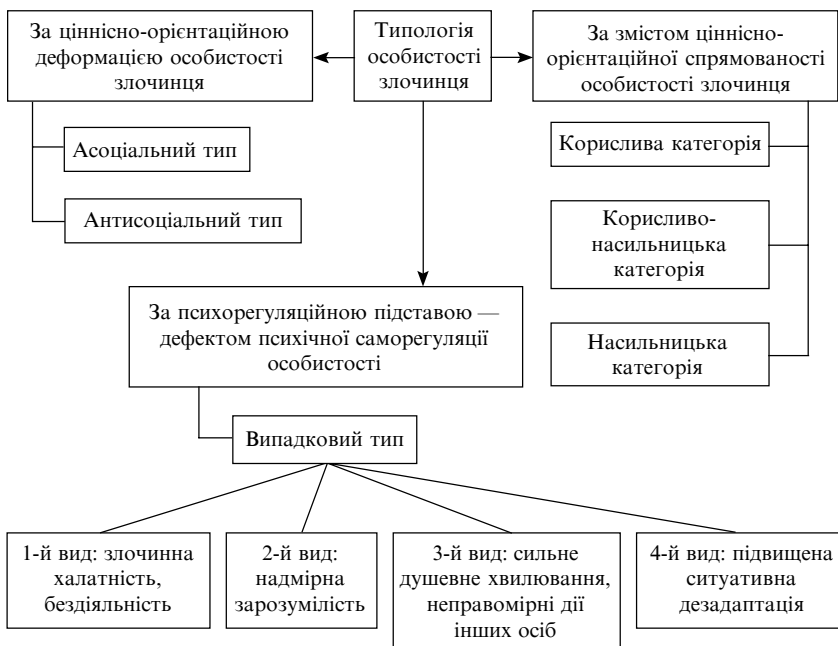 За ціннісно-орієнтаційною
деформацією особистості
злочинця
Типологія
особистості
злочинця
За змістом ціннісно-
орієнтаційної спрямованості
особистості злочинця
Асоціальний тип
Антисоціальний тип
Корислива категорія
Корисливо-
насильницька
категорія
Насильницька
категорія
За психорегуляційною підставою —
дефектом психічної саморегуляції
особистості
Випадковий тип
1-й вид: злочинна
халатність,
бездіяльність
2-й вид:
надмірна
зарозумілість
3-й вид: сильне
душевне хвилювання,
неправомірні дії
інших осіб
4-й вид: підвищена
ситуативна
дезадаптація